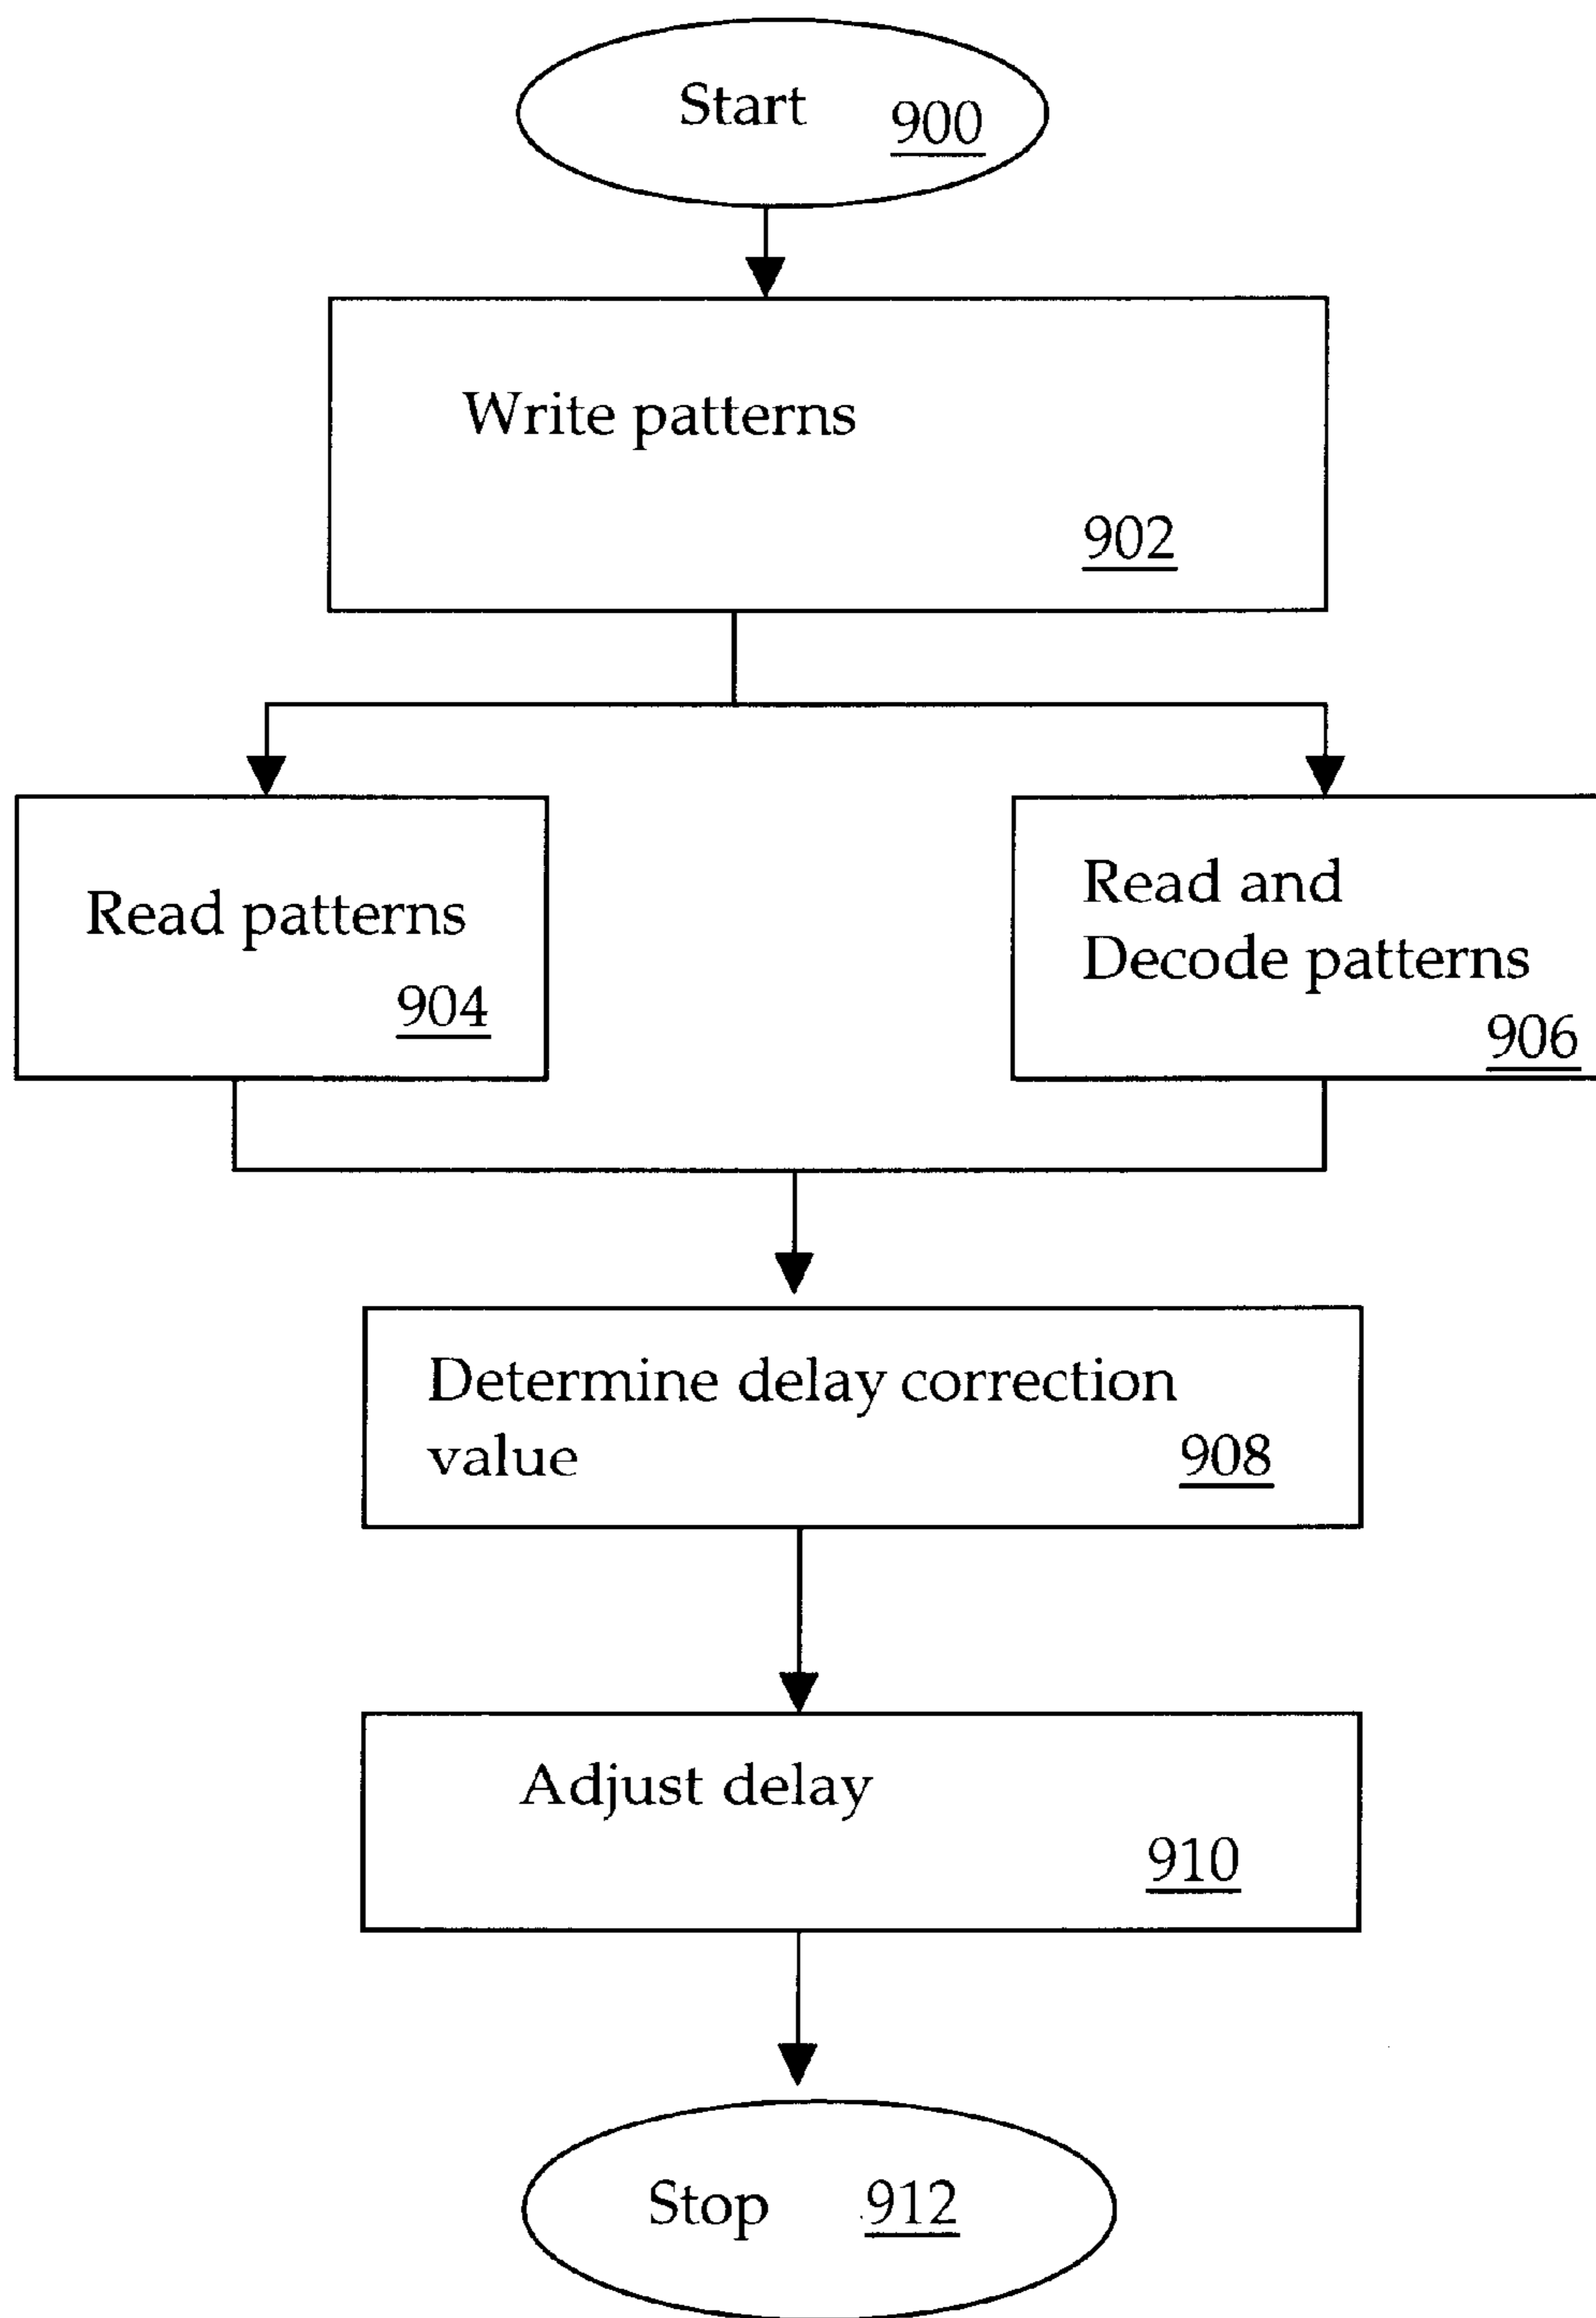 Start 900
Write patterns
902
Read patterns
904
Read and
Decode patterns
906
Determine delay correction
value 908
Adjust delay
910
Stop 912